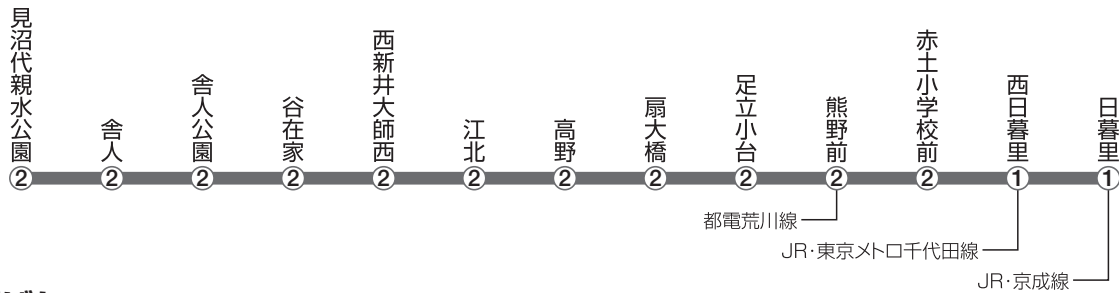 見沼代親水公園
舎人
舎人公園
谷在家
西新井大師西
江北
高野
扇大橋
足立小台
熊野前
赤土小学校前
西日暮里
日暮里
② ② ② ② ② ② ② ② ② ② ② ① ①
都電荒川線
JR・東京メトロ千代田線
JR・京成線